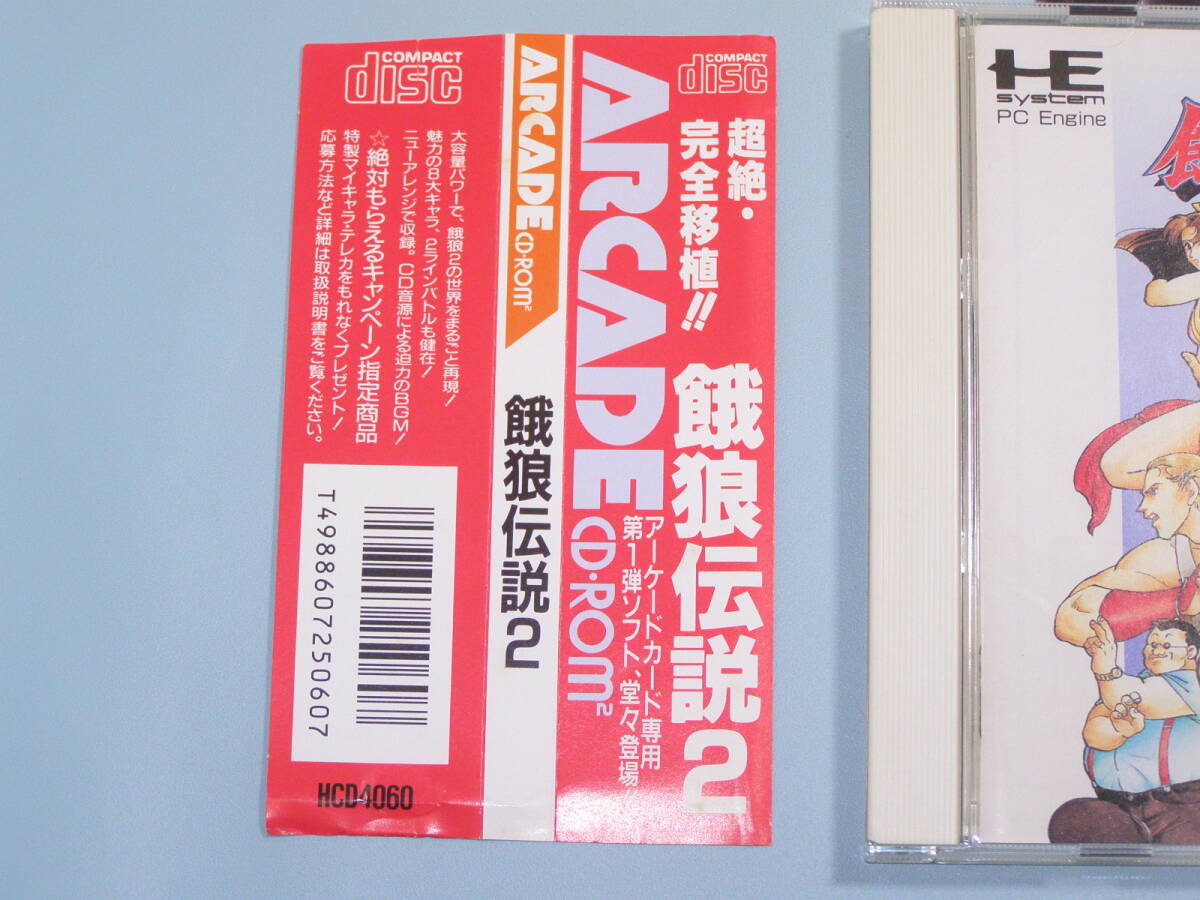 COMPACT
disc
大容量パワーで、餓狼2の世界をまるごと再現!
魅力の8大キャラ、2ラインバトルも健在!
ニューアレンジで収録。CD音源による迫力のBGM!
☆絶対もらえるキャンペーン指定商品
特製マイキャラ・テレカをもれなくプレゼント!
応募方法など詳細は取扱説明書をご覧ください。
T4988607250607
HCD4060
ARCADE CD・ROM²
餓狼伝説2
COMPACT
disc
超絶・
完全移植!!
餓狼伝説2
ARCADE CD・ROM²
アーケードカード専用
第1弾ソフト、堂々登場!!
HE
system
PC Engine
餓